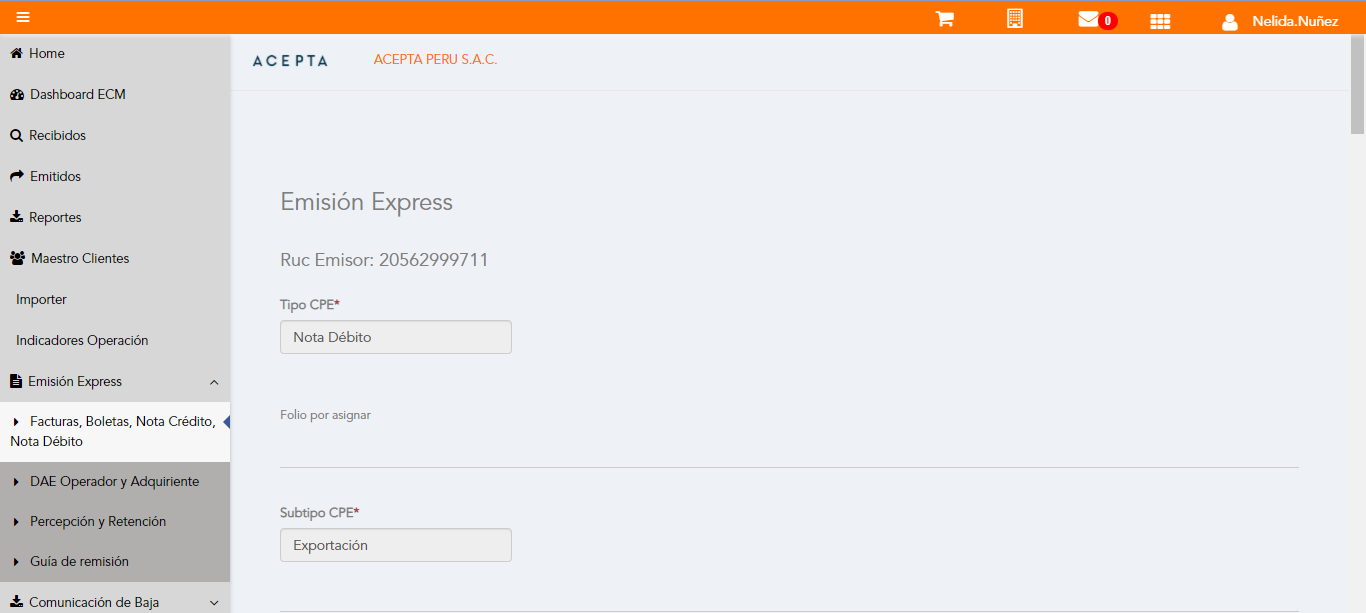 0
Nelida.Nuñez
Home
Dashboard ECM
Recibidos
Emitidos
Reportes
Maestro Clientes
Importer
Indicadores Operación
Emisión Express
Facturas, Boletas, Nota Crédito,
Nota Débito
DAE Operador y Adquiriente
Percepción y Retención
Guía de remisión
Comunicación de Baja
ACEPTA
ACEPTA PERU S.A.C.
Emisión Express
Ruc Emisor: 20562999711
Tipo CPE*
Nota Débito
Folio por asignar
Subtipo CPE*
Exportación